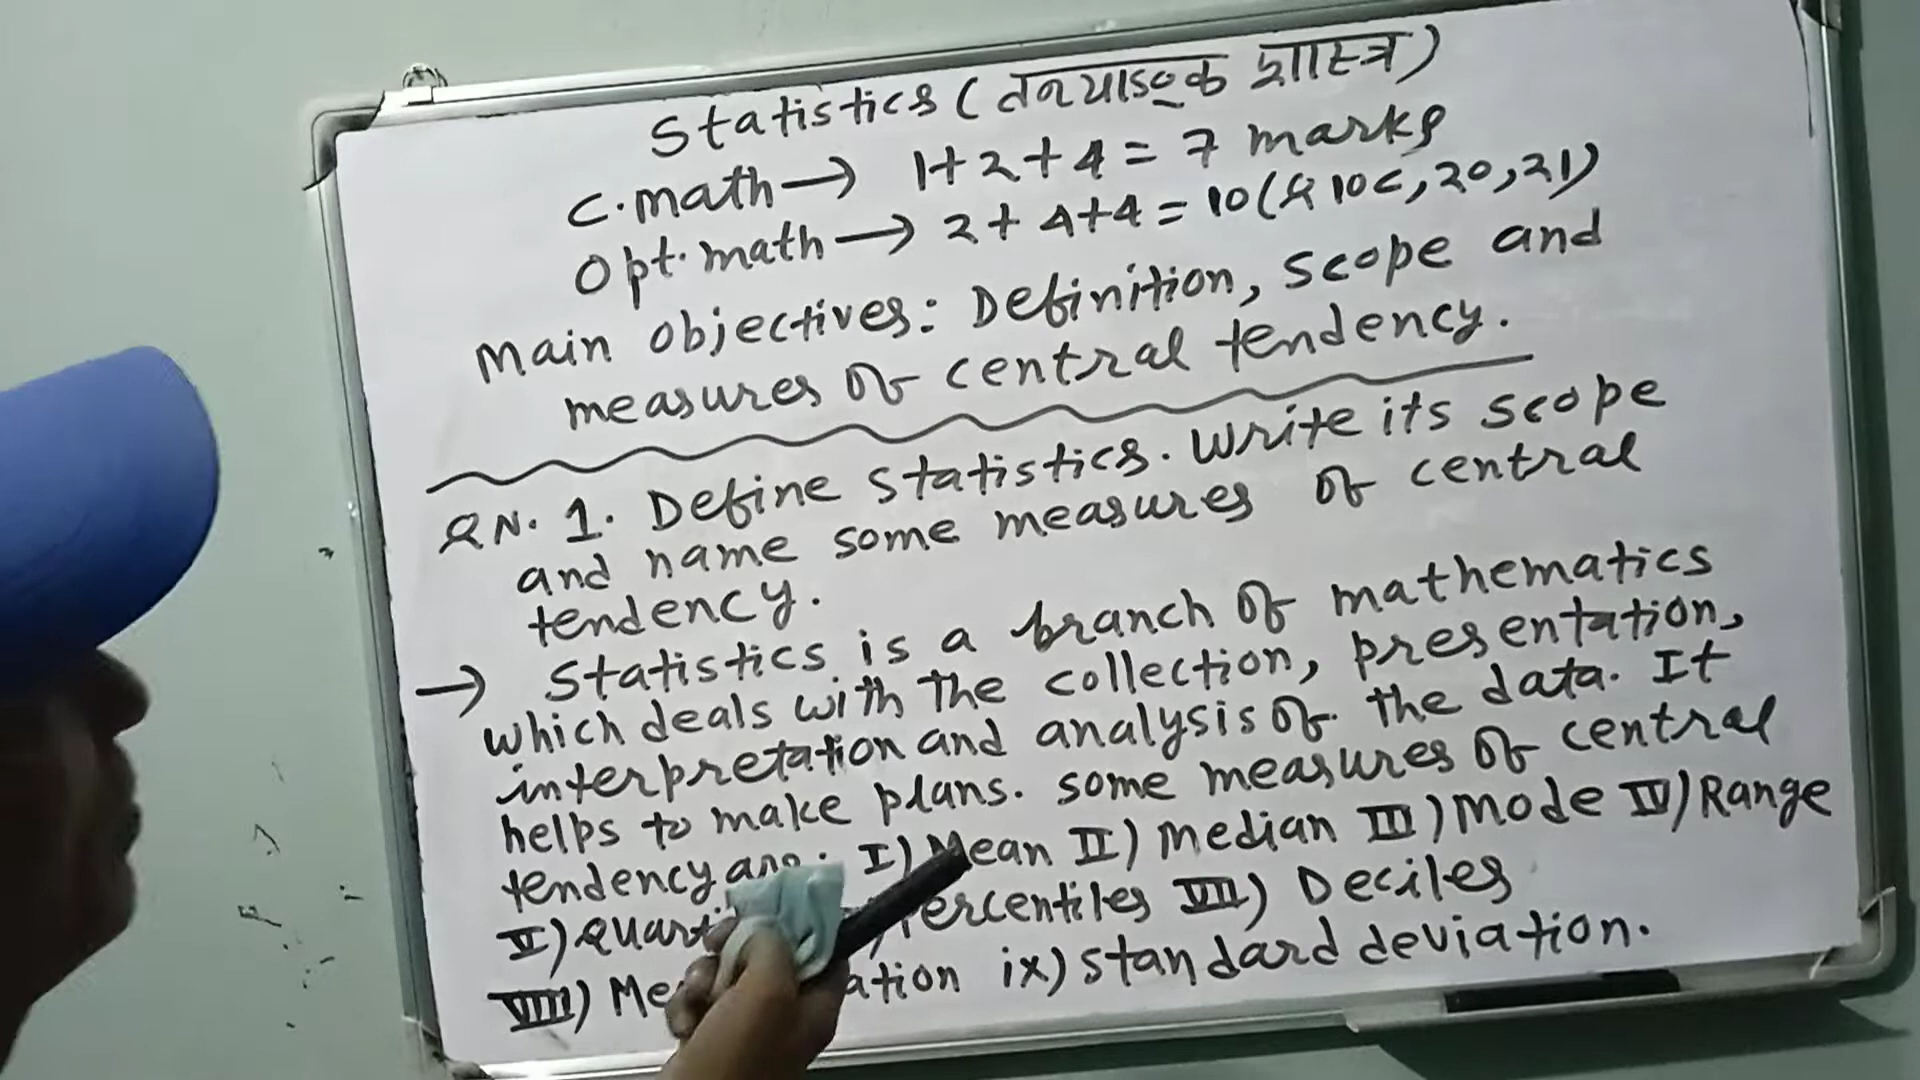 Statistics (तथ्याङ्क शास्त्र)
C.math → 1+2+4 = 7 marks
Opt.math → 2+4+4 = 10 (Q 10c, 20, 21)
Main objectives: Definition, scope and
measures of central tendency.
QN. 1. Define statistics. Write its scope
and name some measures of central
tendency.
→ Statistics is a branch of mathematics
which deals with the collection, presentation,
interpretation and analysis of the data. It
helps to make plans. some measures of central
tendency are: I) Mean II) Median III) Mode IV) Range
V) Percentiles VII) Deciles
VIII) ix) standard deviation.